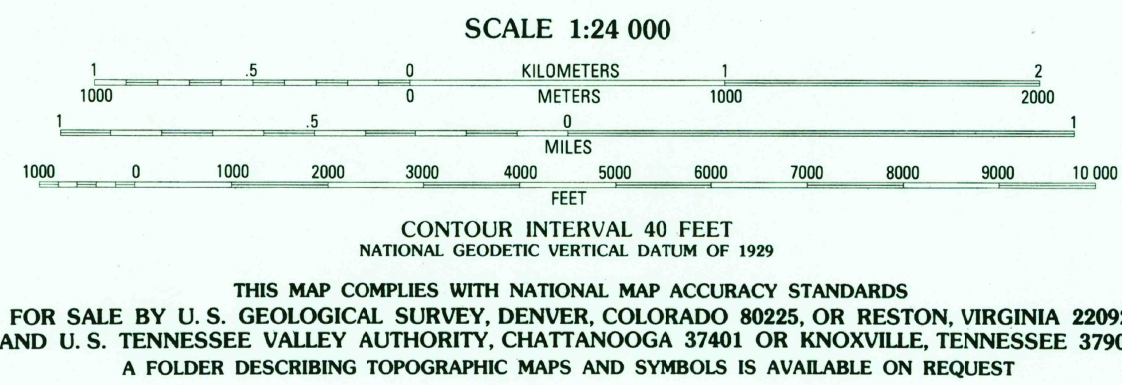 SCALE 1:24 000
1 .5 0 KILOMETERS 1 2
1000 0 METERS 1000 2000
1 .5 0 1
MILES
1000 0 1000 2000 3000 4000 5000 6000 7000 8000 9000 10 000
FEET
CONTOUR INTERVAL 40 FEET
NATIONAL GEODETIC VERTICAL DATUM OF 1929
THIS MAP COMPLIES WITH NATIONAL MAP ACCURACY STANDARDS
FOR SALE BY U. S. GEOLOGICAL SURVEY, DENVER, COLORADO 80225, OR RESTON, VIRGINIA 2209
AND U. S. TENNESSEE VALLEY AUTHORITY, CHATTANOOGA 37401 OR KNOXVILLE, TENNESSEE 3790
A FOLDER DESCRIBING TOPOGRAPHIC MAPS AND SYMBOLS IS AVAILABLE ON REQUEST